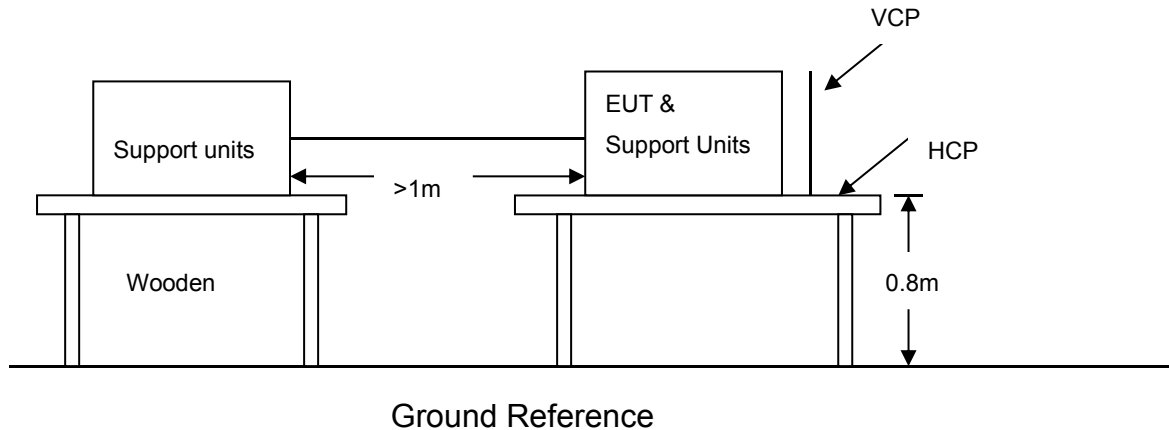 VCP
EUT &
Support Units
Support units
HCP
>1m
Wooden
0.8m
Ground Reference